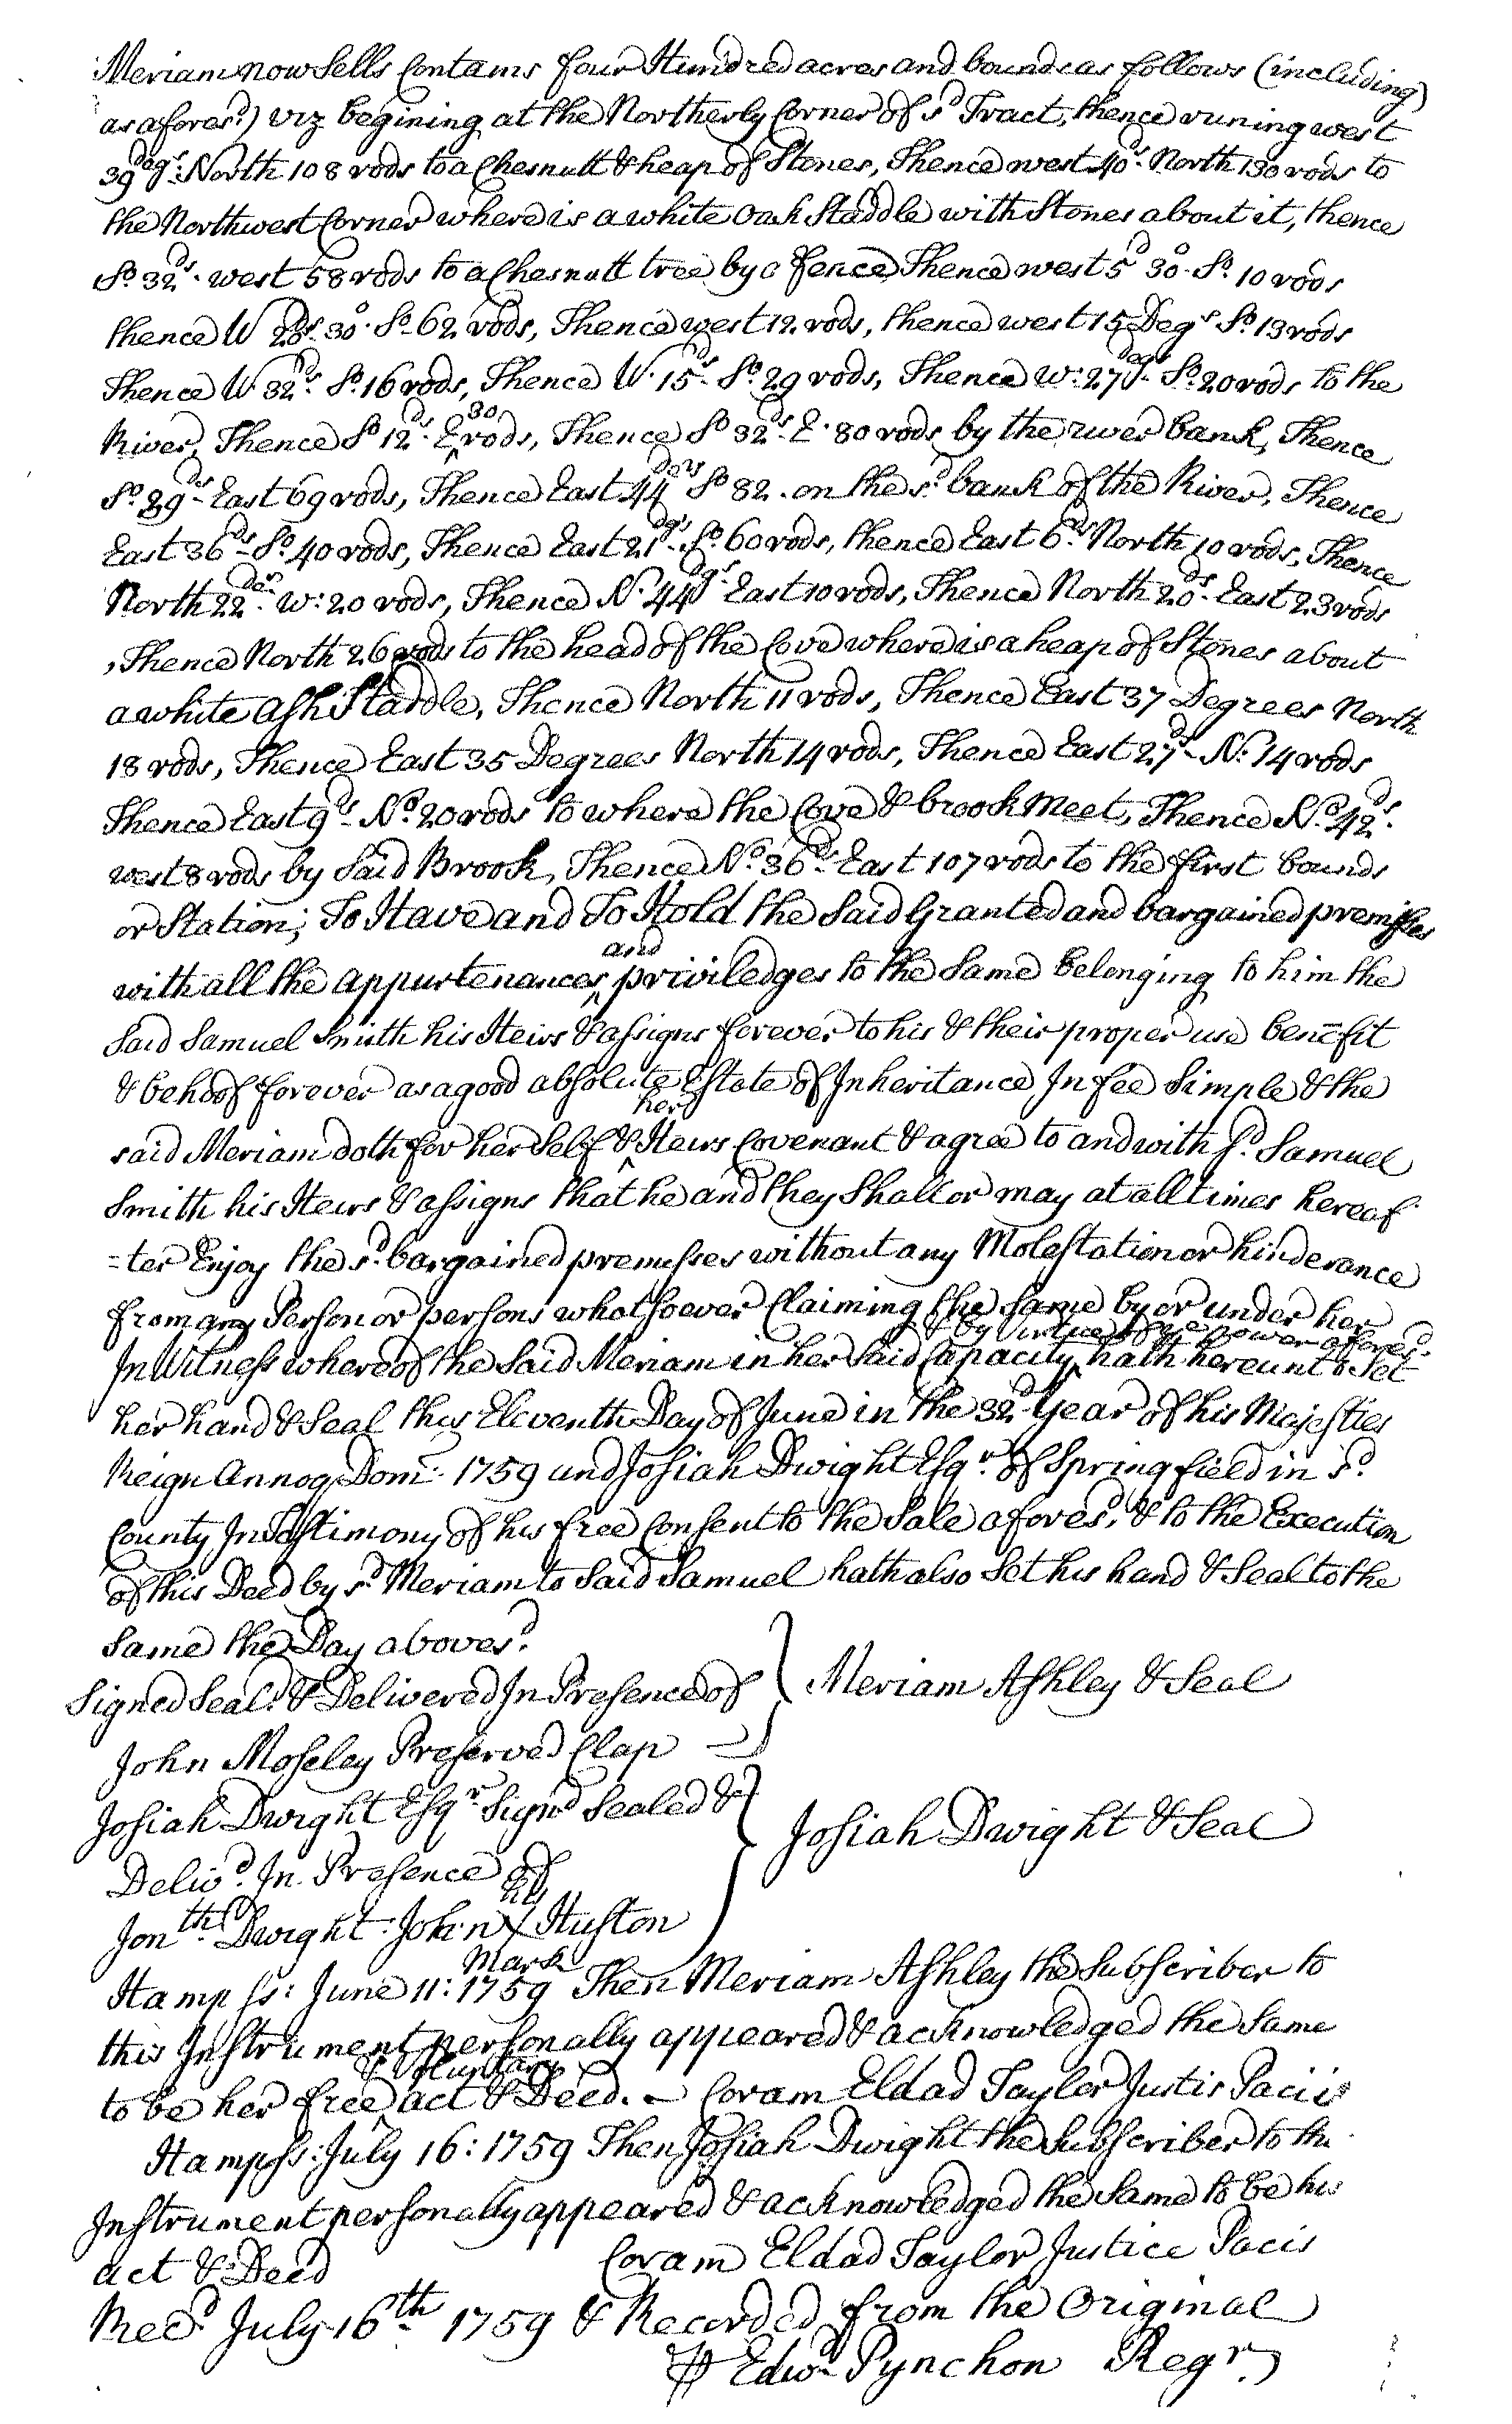 Meriam now Sells Contains four Hundred acres and bounds as follows (including
as afores.d) viz begining at the Northerly Corner of s.d Tract, thence runing west
39 deg.s North 108 rods to a Chesnutt & heap of Stones, Thence west 40 d.s North 130 rods to
the Northwest Corner where is a white Oak Staddle with Stones about it, thence
S.o 32 d.s west 58 rods to a Chesnutt tree by a fence Thence west 5 d 30 S.o 10 rods
thence W 28 d.s 30 S.o 62 rods, Thence west 12 rods, thence west 15 Deg.s S.o 13 rods
Thence W 32 d.s S.o 16 rods, Thence W. 15 d.s S.o 29 rods, Thence W: 27 degs S.o 20 rods to the
River, Thence S.o 12 d.s E. ^30 rods, Thence S.o 32 d.s E. 80 rods by the river bank, Thence
S.o 39 d.s East 69 rods, Thence East 44 degs S.o 82. on the s.d bank of the River, Thence
East 36 d.s S.o 40 rods, Thence East 21 dgs S.o 60 rods, thence East 6 d.s North 10 rods, Thence
North 22 des W: 20 rods, Thence N. 44 dgs East 10 rods, Thence North 20 d.s East 23 rods
, Thence North 26 rods to the head of the Cove where is a heap of Stones about
a white Ash Staddle, Thence North 11 rods, Thence East 37 Degrees North
18 rods, Thence East 35 Degrees North 14 rods, Thence East 27 d.s N: 14 rods
Thence East 9 d.s N.o 20 rods to where the Cove & brook meet, Thence N.o 42 d.s
west 8 rods by Said Brook, Thence N.o 36 d.s East 107 rods to the first bounds
or Station; To Have and To Hold the Said Granted and bargained premisses
with all the appurtenances ^and priviledges to the Same belonging to him the
Said Samuel Smith his Heirs & assigns forever to his & their proper use benefit
& behoof forever as a good absolute Estate of Inheritance In fee Simple & the
said Meriam doth for her Self & ^her Heirs Covenant & agree to and with s.d Samuel
Smith his Heirs & assigns that he and they Shall or may at all times hereaf
=ter Enjoy the s.d bargained premisses without any Molestation or hinderance
from any Person or persons whatsoever Claiming the same by or under her
In Witness whereof the Said Meriam in her Said Capacity ^& by virtue of ye power afores.d hath hereunto Set
her hand & Seal this Eleventh Day of June in the 32.d Year of his Majesties
Reign Annoq Dom: 1759 and Josiah Dwight Esq.r of Springfield in s.d
County In Testimony of his free Consent to the Sale afores.d, & to the Execution
of this Deed by s.d Meriam to Said Samuel hath also Set his hand & Seal to the
Same the Day aboves.d
Signed Seal.d & Delivered In Presence of
Meriam Ashley & Seal
John Moseley Preserved Clap
Josiah Dwight Esq.r Sign.d Sealed &
Deliv.d In Presence of
Josiah Dwight & Seal
Jon.th Dwight: John his X Mark Huston
Hamp ss: June 11: 1759 Then Meriam Ashley the Subscriber to
this Instrument personally appeared & acknowledged the Same
to be her free & voluntary act & Deed. — Coram Eldad Taylor Justis Pacis
Hampss: July 16: 1759 Then Josiah Dwight the Subscriber to this
Instrument personally appeared & acknowledged the Same to be his
act & Deed Coram Eldad Taylor Justice Pacis
Rec.d July 16th 1759 & Recorded from the Original
⅌ Edw.d Pynchon Reg.r